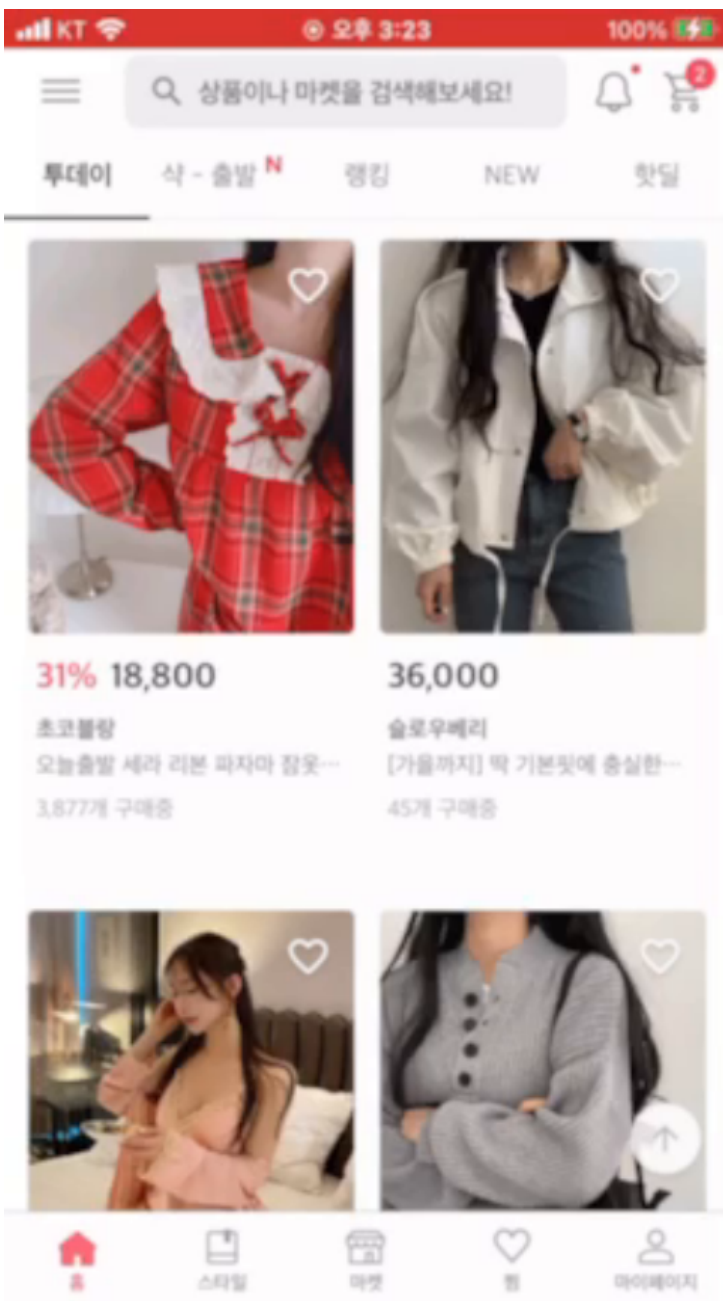 KT 오후 3:23 100%
상품이나 마켓을 검색해보세요! 2
투데이 샥 - 출발 N 랭킹 NEW 핫딜
31% 18,800 36,000
초코블랑 슬로우베리
오늘출발 세라 리본 파자마 잠옷… [가을까지] 딱 기본핏에 충실한…
3,877개 구매중 45개 구매중
홈 스타일 마켓 찜 마이페이지